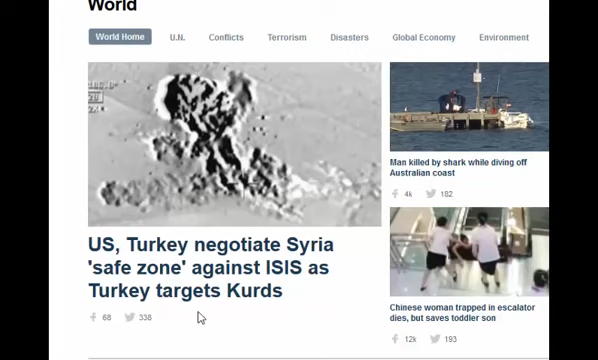 World
World Home U.N. Conflicts Terrorism Disasters Global Economy Environment
US, Turkey negotiate Syria
'safe zone' against ISIS as
Turkey targets Kurds
68 338
Man killed by shark while diving off
Australian coast
4k 182
Chinese woman trapped in escalator
dies, but saves toddler son
12k 193